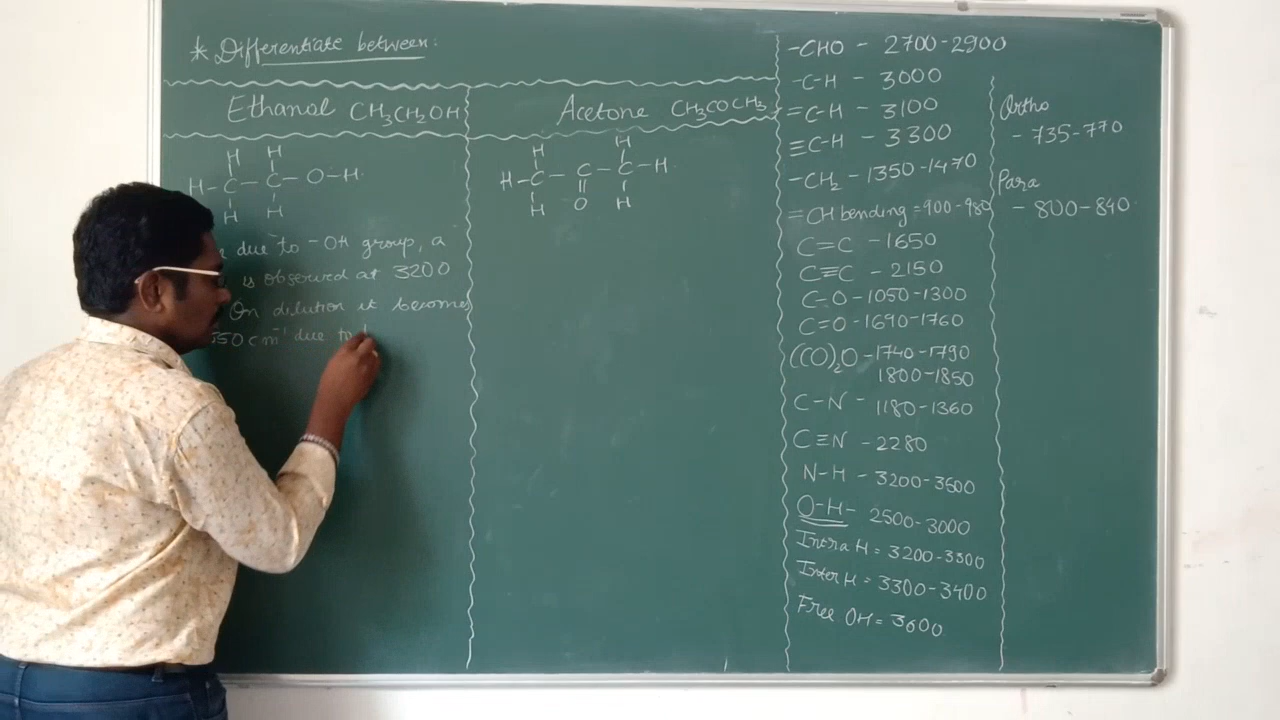 * Differentiate between:
Ethanol CH3CH2OH
H H
H-C-C-O-H
H H
due to -OH group, a
is observed at 3200
On dilution it becomes
50 cm⁻¹ due to
Acetone CH3COCH3
H H
H-C-C-C-H
H O H
-CHO - 2700-2900
-C-H - 3000
=C-H - 3100
≡C-H - 3300
-CH2 - 1350-1470
=CH bending = 900-980
C=C - 1650
C≡C - 2150
C-O - 1050-1300
C=O - 1690-1760
(CO)2O - 1740-1790
1800-1850
C-N - 1180-1360
C≡N - 2280
N-H - 3200-3600
O-H - 2500-3000
Intra H = 3200-3300
Inter H = 3300-3400
Free OH = 3600
Ortho
- 735-770
Para
- 800-840